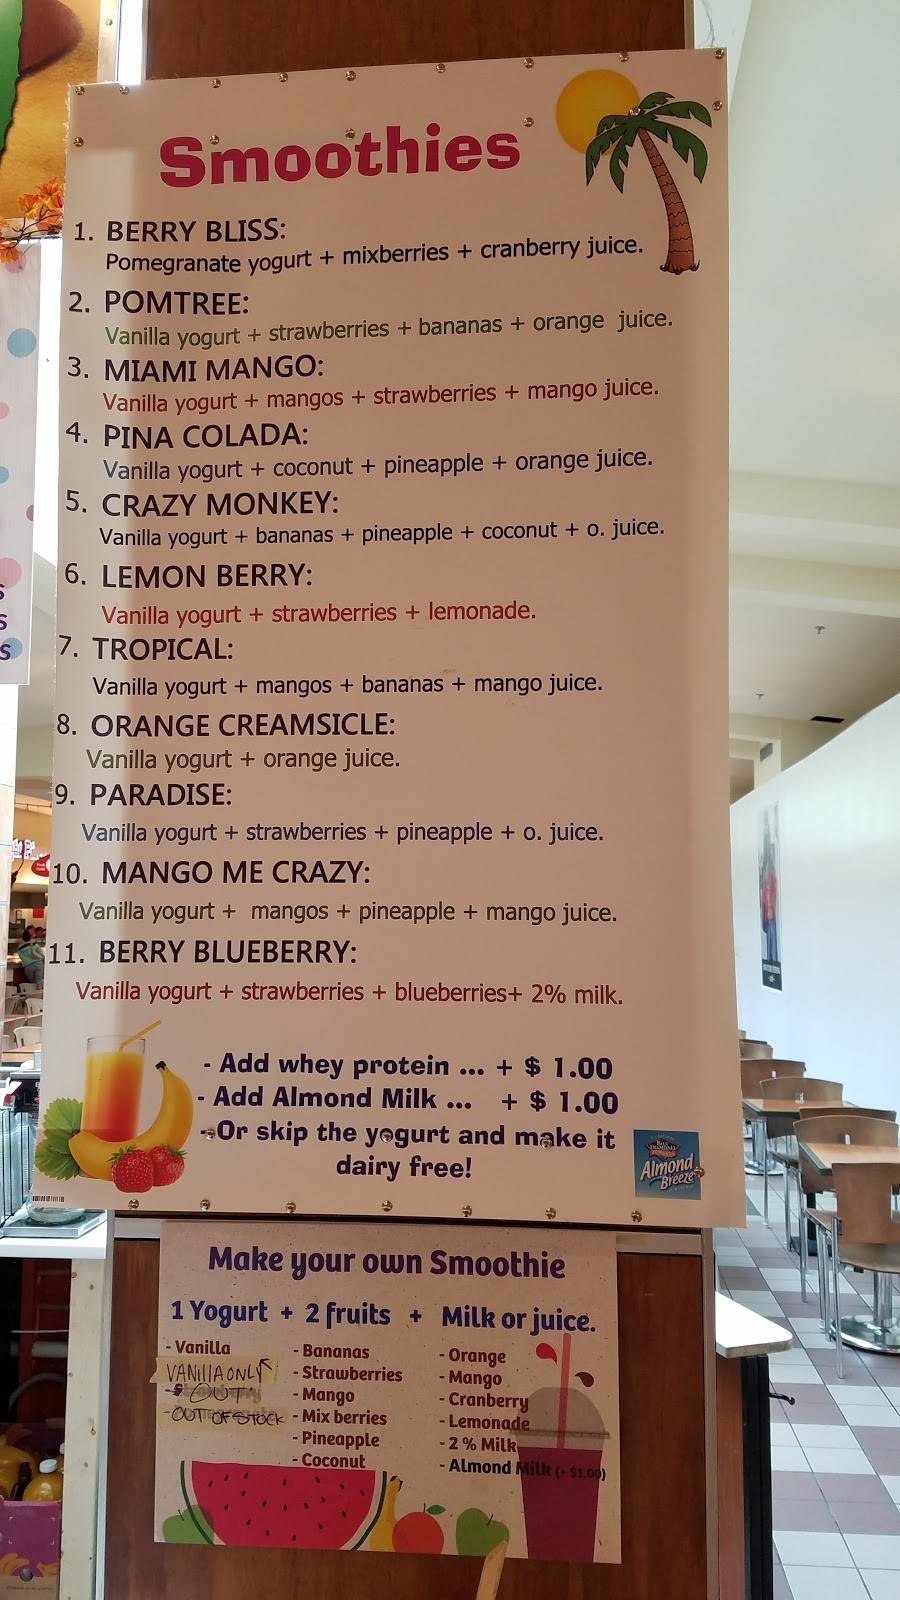 Smoothies
1. BERRY BLISS:
Pomegranate yogurt + mixberries + cranberry juice.
2. POMTREE:
Vanilla yogurt + strawberries + bananas + orange juice.
3. MIAMI MANGO:
Vanilla yogurt + mangos + strawberries + mango juice.
4. PINA COLADA:
Vanilla yogurt + coconut + pineapple + orange juice.
5. CRAZY MONKEY:
Vanilla yogurt + bananas + pineapple + coconut + o. juice.
6. LEMON BERRY:
Vanilla yogurt + strawberries + lemonade.
7. TROPICAL:
Vanilla yogurt + mangos + bananas + mango juice.
8. ORANGE CREAMSICLE:
Vanilla yogurt + orange juice.
9. PARADISE:
Vanilla yogurt + strawberries + pineapple + o. juice.
10. MANGO ME CRAZY:
Vanilla yogurt + mangos + pineapple + mango juice.
11. BERRY BLUEBERRY:
Vanilla yogurt + strawberries + blueberries+ 2% milk.
- Add whey protein ... + $ 1.00
- Add Almond Milk ... + $ 1.00
- Or skip the yogurt and make it
dairy free!
Almond
Breeze
Make your own Smoothie
1 Yogurt + 2 fruits + Milk or juice.
- Vanilla
VANILLA ONLY
OUT
OUT OF STOCK
- Bananas
- Strawberries
- Mango
- Mix berries
- Pineapple
- Coconut
- Orange
- Mango
- Cranberry
- Lemonade
- 2 % Milk
- Almond Milk (+ $1.00)